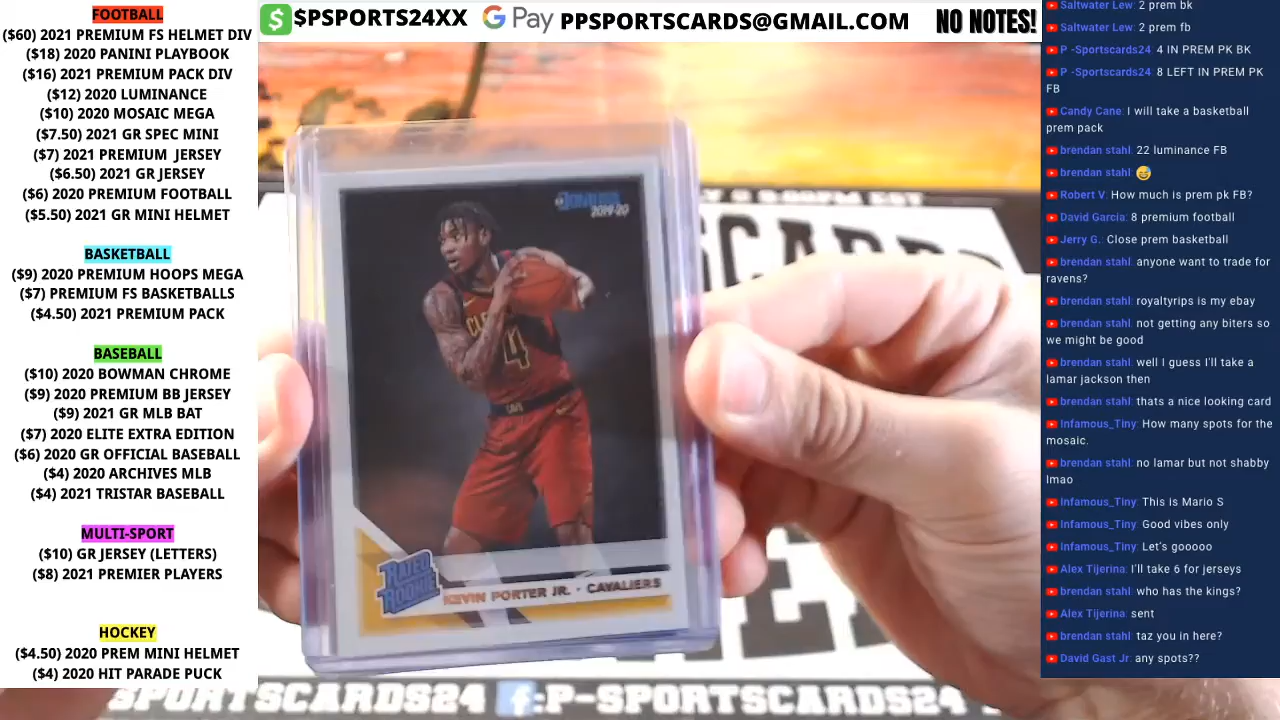 FOOTBALL
($60) 2021 PREMIUM FS HELMET DIV
($18) 2020 PANINI PLAYBOOK
($16) 2021 PREMIUM PACK DIV
($12) 2020 LUMINANCE
($10) 2020 MOSAIC MEGA
($7.50) 2021 GR SPEC MINI
($7) 2021 PREMIUM JERSEY
($6.50) 2021 GR JERSEY
($6) 2020 PREMIUM FOOTBALL
($5.50) 2021 GR MINI HELMET
BASKETBALL
($9) 2020 PREMIUM HOOPS MEGA
($7) PREMIUM FS BASKETBALLS
($4.50) 2021 PREMIUM PACK
BASEBALL
($10) 2020 BOWMAN CHROME
($9) 2020 PREMIUM BB JERSEY
($9) 2021 GR MLB BAT
($7) 2020 ELITE EXTRA EDITION
($6) 2020 GR OFFICIAL BASEBALL
($4) 2020 ARCHIVES MLB
($4) 2021 TRISTAR BASEBALL
MULTI-SPORT
($10) GR JERSEY (LETTERS)
($8) 2021 PREMIER PLAYERS
HOCKEY
($4.50) 2020 PREM MINI HELMET
($4) 2020 HIT PARADE PUCK
$PSPORTS24XX G Pay PPSPORTSCARDS@GMAIL.COM NO NOTES!
DONRUSS
2019-20
4
CAVS
RATED
ROOKIE
KEVIN PORTER JR. • CAVALIERS
SCARDS
SPORTSCARDS24 f:P-SPORTSCARDS24
Saltwater Lew: 2 prem bk
Saltwater Lew: 2 prem fb
P -Sportscards24: 4 IN PREM PK BK
P -Sportscards24: 8 LEFT IN PREM PK
FB
Candy Cane: I will take a basketball
prem pack
brendan stahl: 22 luminance FB
brendan stahl: 😅
Robert V: How much is prem pk FB?
David Garcia: 8 premium football
Jerry G.: Close prem basketball
brendan stahl: anyone want to trade for
ravens?
brendan stahl: royaltyrips is my ebay
brendan stahl: not getting any biters so
we might be good
brendan stahl: well I guess I'll take a
lamar jackson then
brendan stahl: thats a nice looking card
Infamous_Tiny: How many spots for the
mosaic.
brendan stahl: no lamar but not shabby
lmao
Infamous_Tiny: This is Mario S
Infamous_Tiny: Good vibes only
Infamous_Tiny: Let's gooooo
Alex Tijerina: I'll take 6 for jerseys
brendan stahl: who has the kings?
Alex Tijerina: sent
brendan stahl: taz you in here?
David Gast Jr: any spots??